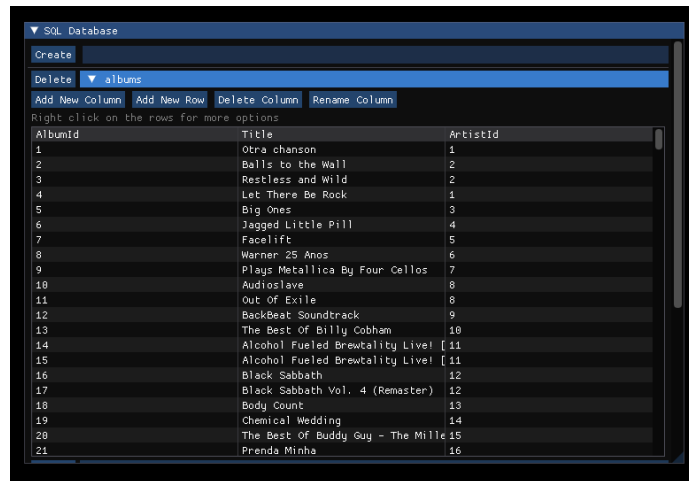 ▼ SQL Database
Create
Delete ▼ albums
Add New Column Add New Row Delete Column Rename Column
Right click on the rows for more options
AlbumId Title ArtistId
1 Otra chanson 1
2 Balls to the Wall 2
3 Restless and Wild 2
4 Let There Be Rock 1
5 Big Ones 3
6 Jagged Little Pill 4
7 Facelift 5
8 Warner 25 Anos 6
9 Plays Metallica By Four Cellos 7
10 Audioslave 8
11 Out Of Exile 8
12 BackBeat Soundtrack 9
13 The Best Of Billy Cobham 10
14 Alcohol Fueled Brewtality Live! [ 11
15 Alcohol Fueled Brewtality Live! [ 11
16 Black Sabbath 12
17 Black Sabbath Vol. 4 (Remaster) 12
18 Body Count 13
19 Chemical Wedding 14
20 The Best Of Buddy Guy - The Mille 15
21 Prenda Minha 16